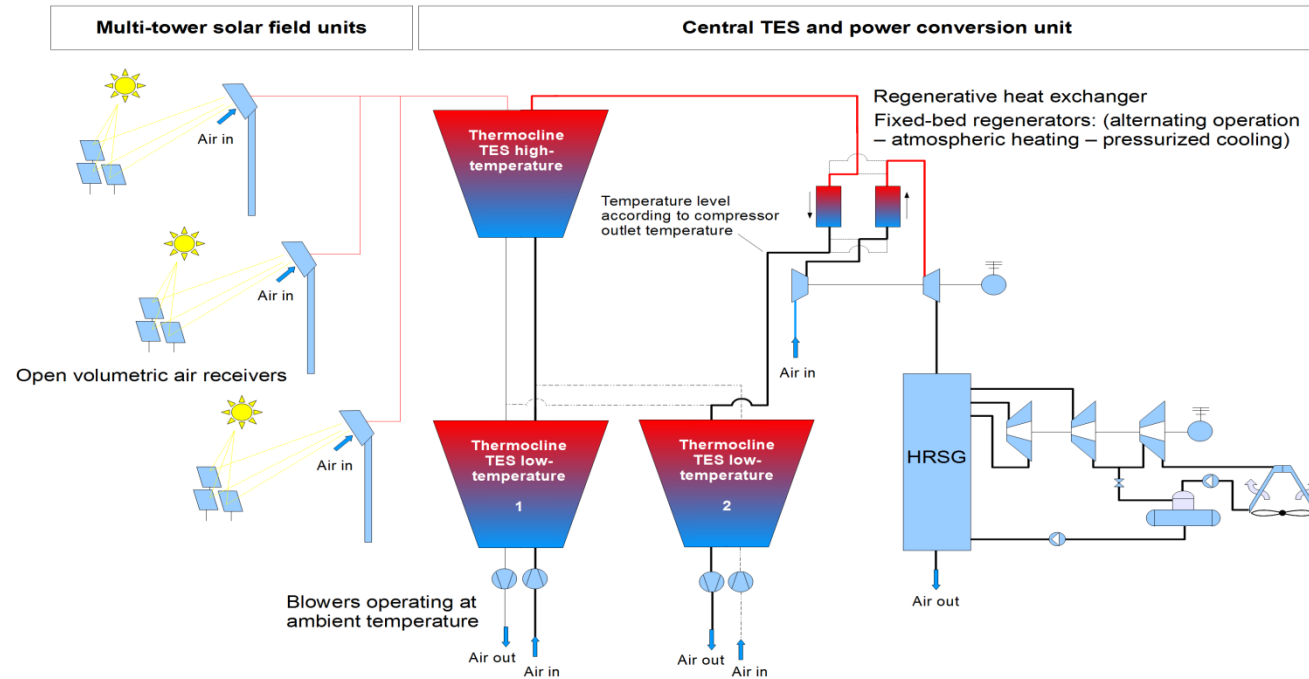 Multi-tower solar field units
Central TES and power conversion unit
Air in
Air in
Open volumetric air receivers
Air in
Thermocline
TES high-
temperature
Regenerative heat exchanger
Fixed-bed regenerators: (alternating operation
– atmospheric heating – pressurized cooling)
Temperature level
according to compressor
outlet temperature
Air in
Thermocline
TES low-
temperature
1
Thermocline
TES low-
temperature
2
HRSG
Blowers operating at
ambient temperature
Air out
Air in
Air out
Air in
Air out